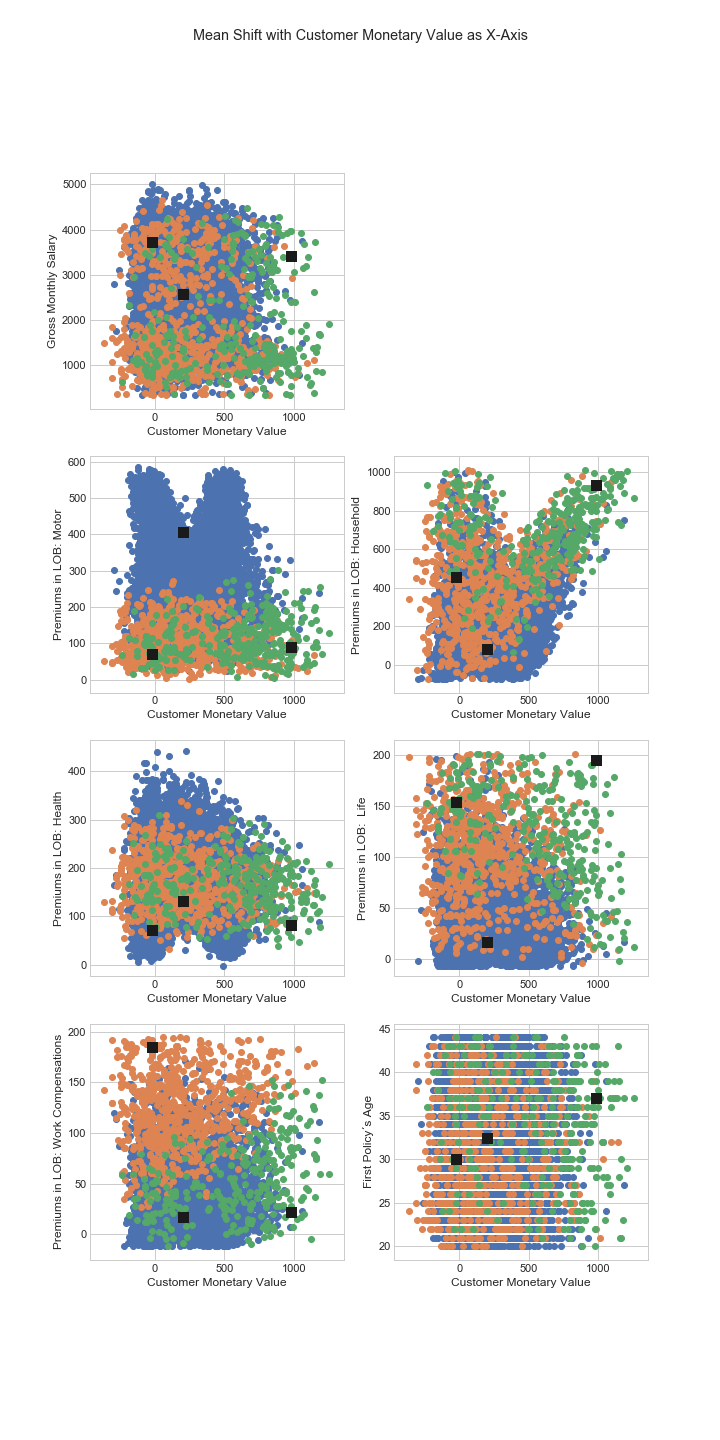 Mean Shift with Customer Monetary Value as X-Axis
5000
4000
3000
2000
1000
Gross Monthly Salary
0 500 1000
Customer Monetary Value
600
500
400
300
200
100
0
Premiums in LOB: Motor
0 500 1000
Customer Monetary Value
1000
800
600
400
200
0
Premiums in LOB: Household
0 500 1000
Customer Monetary Value
400
300
200
100
0
Premiums in LOB: Health
0 500 1000
Customer Monetary Value
200
150
100
50
0
Premiums in LOB: Life
0 500 1000
Customer Monetary Value
200
150
100
50
0
Premiums in LOB: Work Compensations
0 500 1000
Customer Monetary Value
45
40
35
30
25
20
First Policy´s Age
0 500 1000
Customer Monetary Value